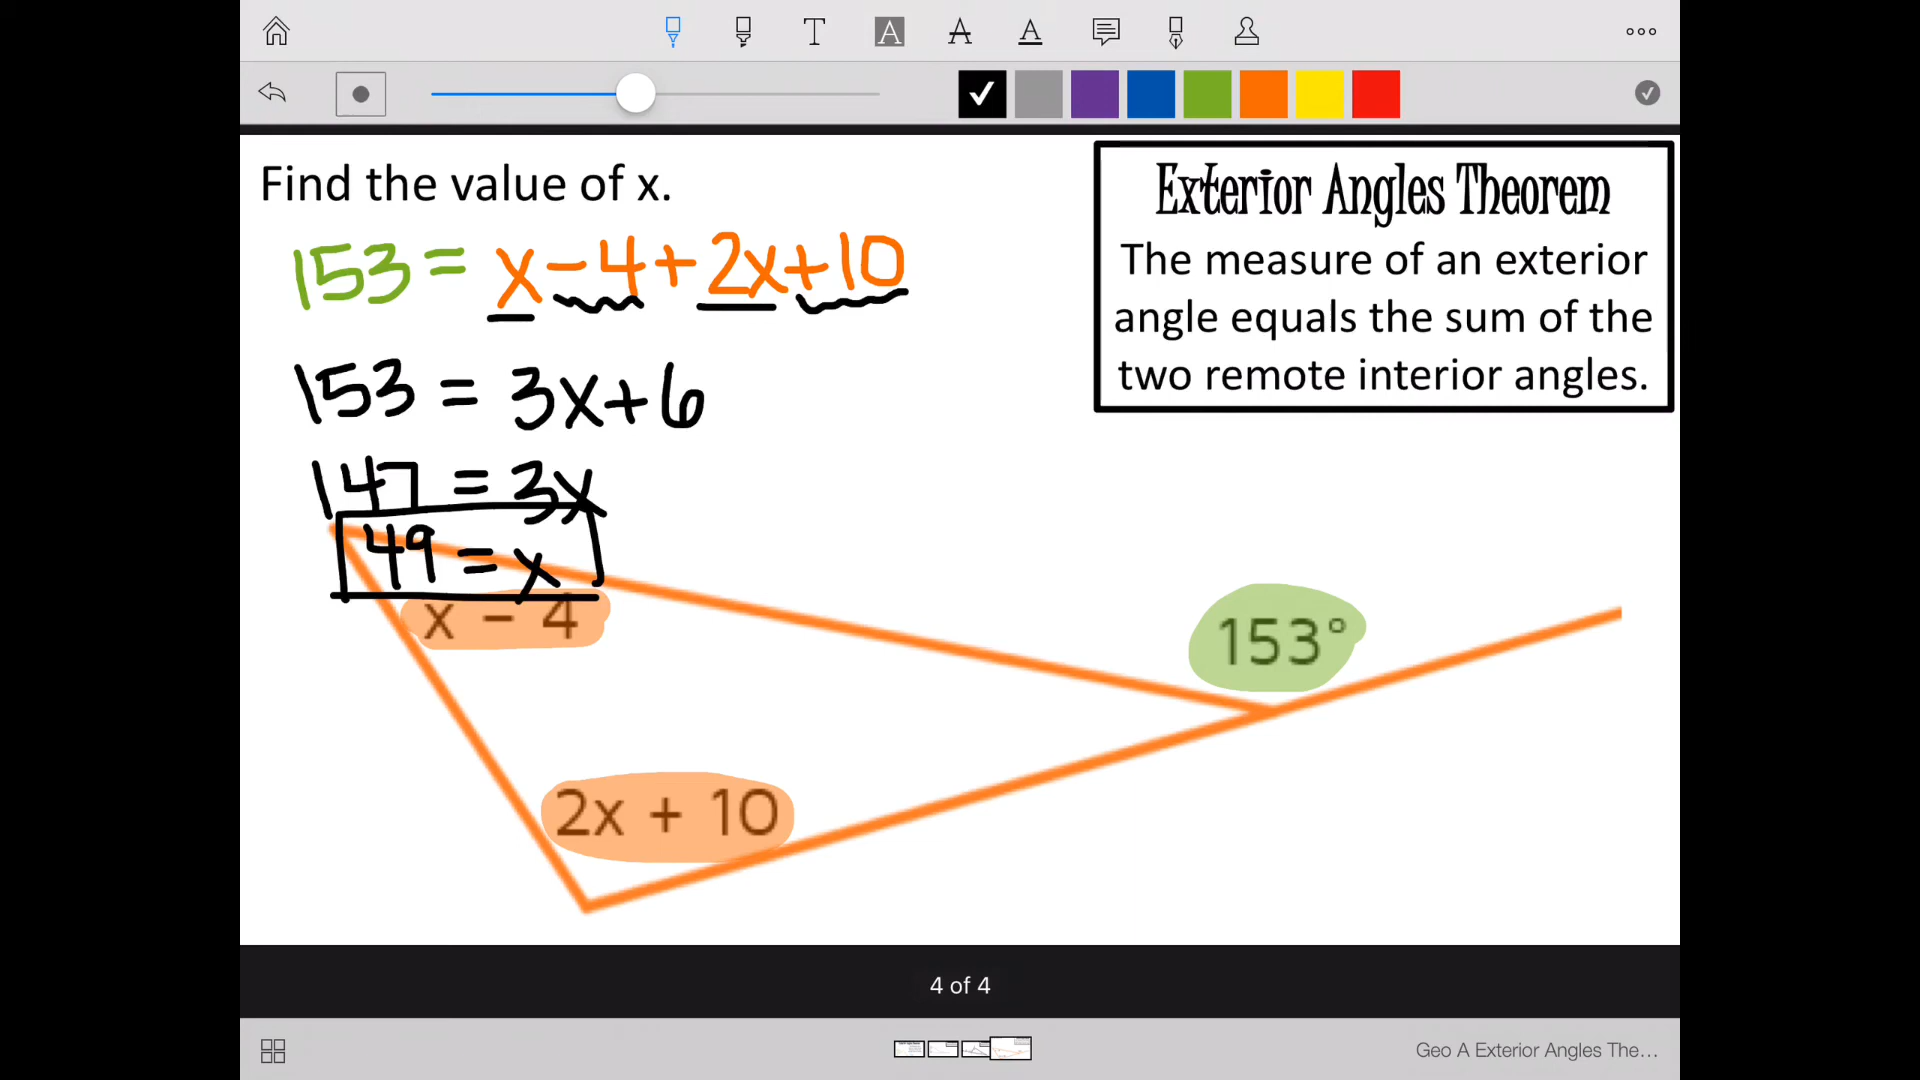 T A A A
Find the value of x.
153 = x - 4 + 2x + 10
153 = 3x + 6
147 = 3x
49 = x
Exterior Angles Theorem
The measure of an exterior
angle equals the sum of the
two remote interior angles.
x - 4
153°
2x + 10
4 of 4
Geo A Exterior Angles The...